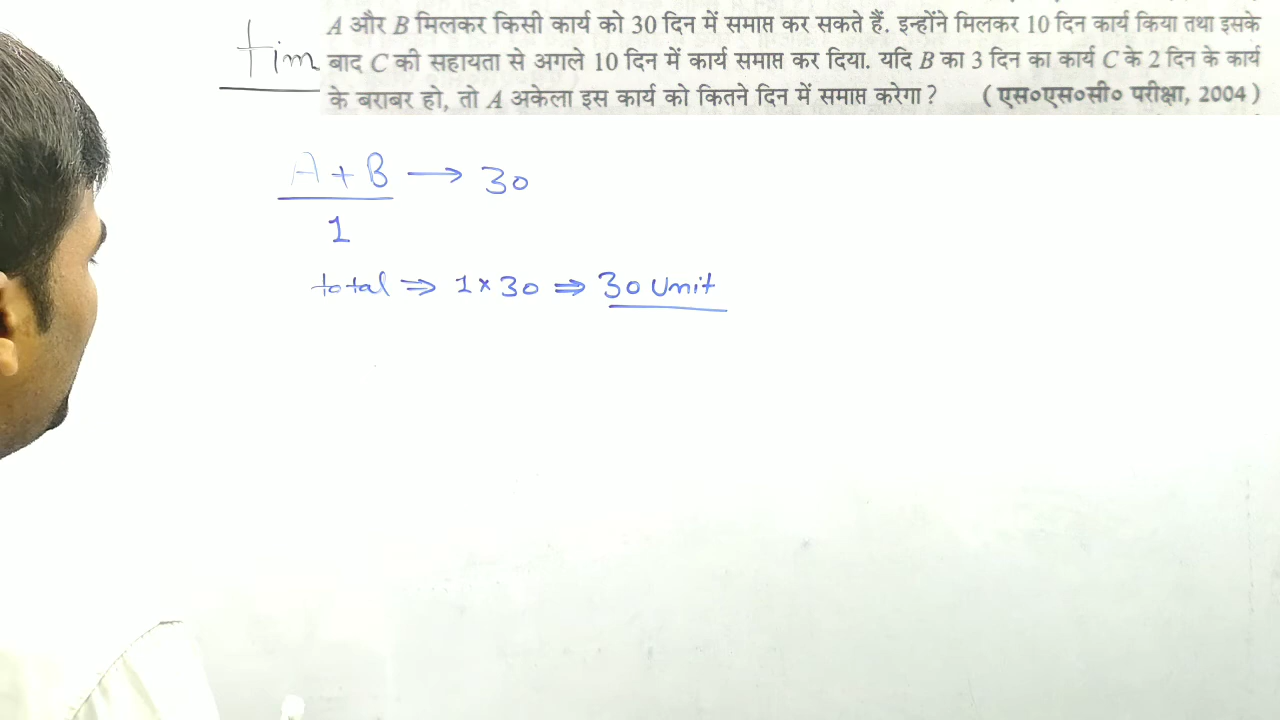 A और B मिलकर किसी कार्य को 30 दिन में समाप्त कर सकते हैं. इन्होंने मिलकर 10 दिन कार्य किया तथा इसके
बाद C की सहायता से अगले 10 दिन में कार्य समाप्त कर दिया. यदि B का 3 दिन का कार्य C के 2 दिन के कार्य
के बराबर हो, तो A अकेला इस कार्य को कितने दिन में समाप्त करेगा? (एस०एस०सी० परीक्षा, 2004)
Tim
A + B → 30
1
total ⇒ 1 × 30 ⇒ 30 Unit